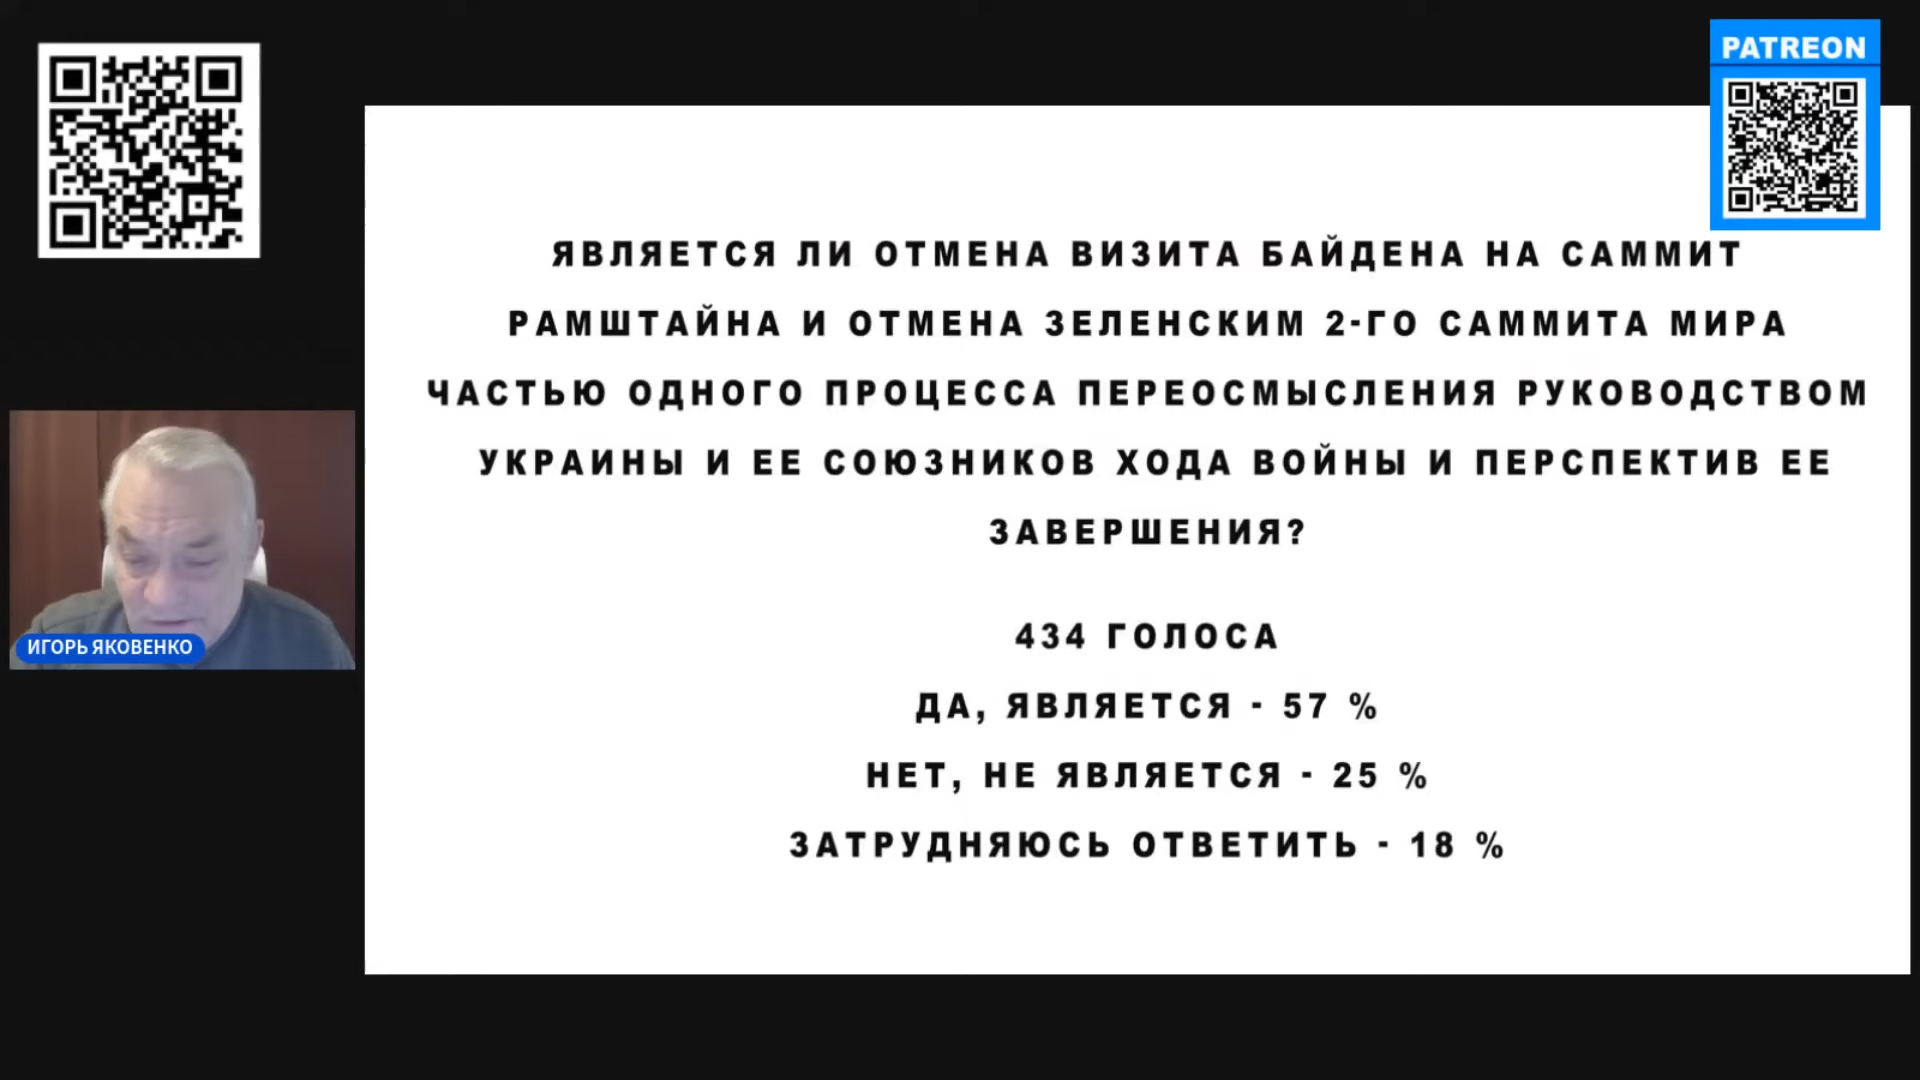 PATREON
ЯВЛЯЕТСЯ ЛИ ОТМЕНА ВИЗИТА БАЙДЕНА НА САММИТ
РАМШТАЙНА И ОТМЕНА ЗЕЛЕНСКИМ 2-ГО САММИТА МИРА
ЧАСТЬЮ ОДНОГО ПРОЦЕССА ПЕРЕОСМЫСЛЕНИЯ РУКОВОДСТВОМ
УКРАИНЫ И ЕЕ СОЮЗНИКОВ ХОДА ВОЙНЫ И ПЕРСПЕКТИВ ЕЕ
ЗАВЕРШЕНИЯ?
434 ГОЛОСА
ДА, ЯВЛЯЕТСЯ - 57 %
НЕТ, НЕ ЯВЛЯЕТСЯ - 25 %
ЗАТРУДНЯЮСЬ ОТВЕТИТЬ - 18 %
ИГОРЬ ЯКОВЕНКО